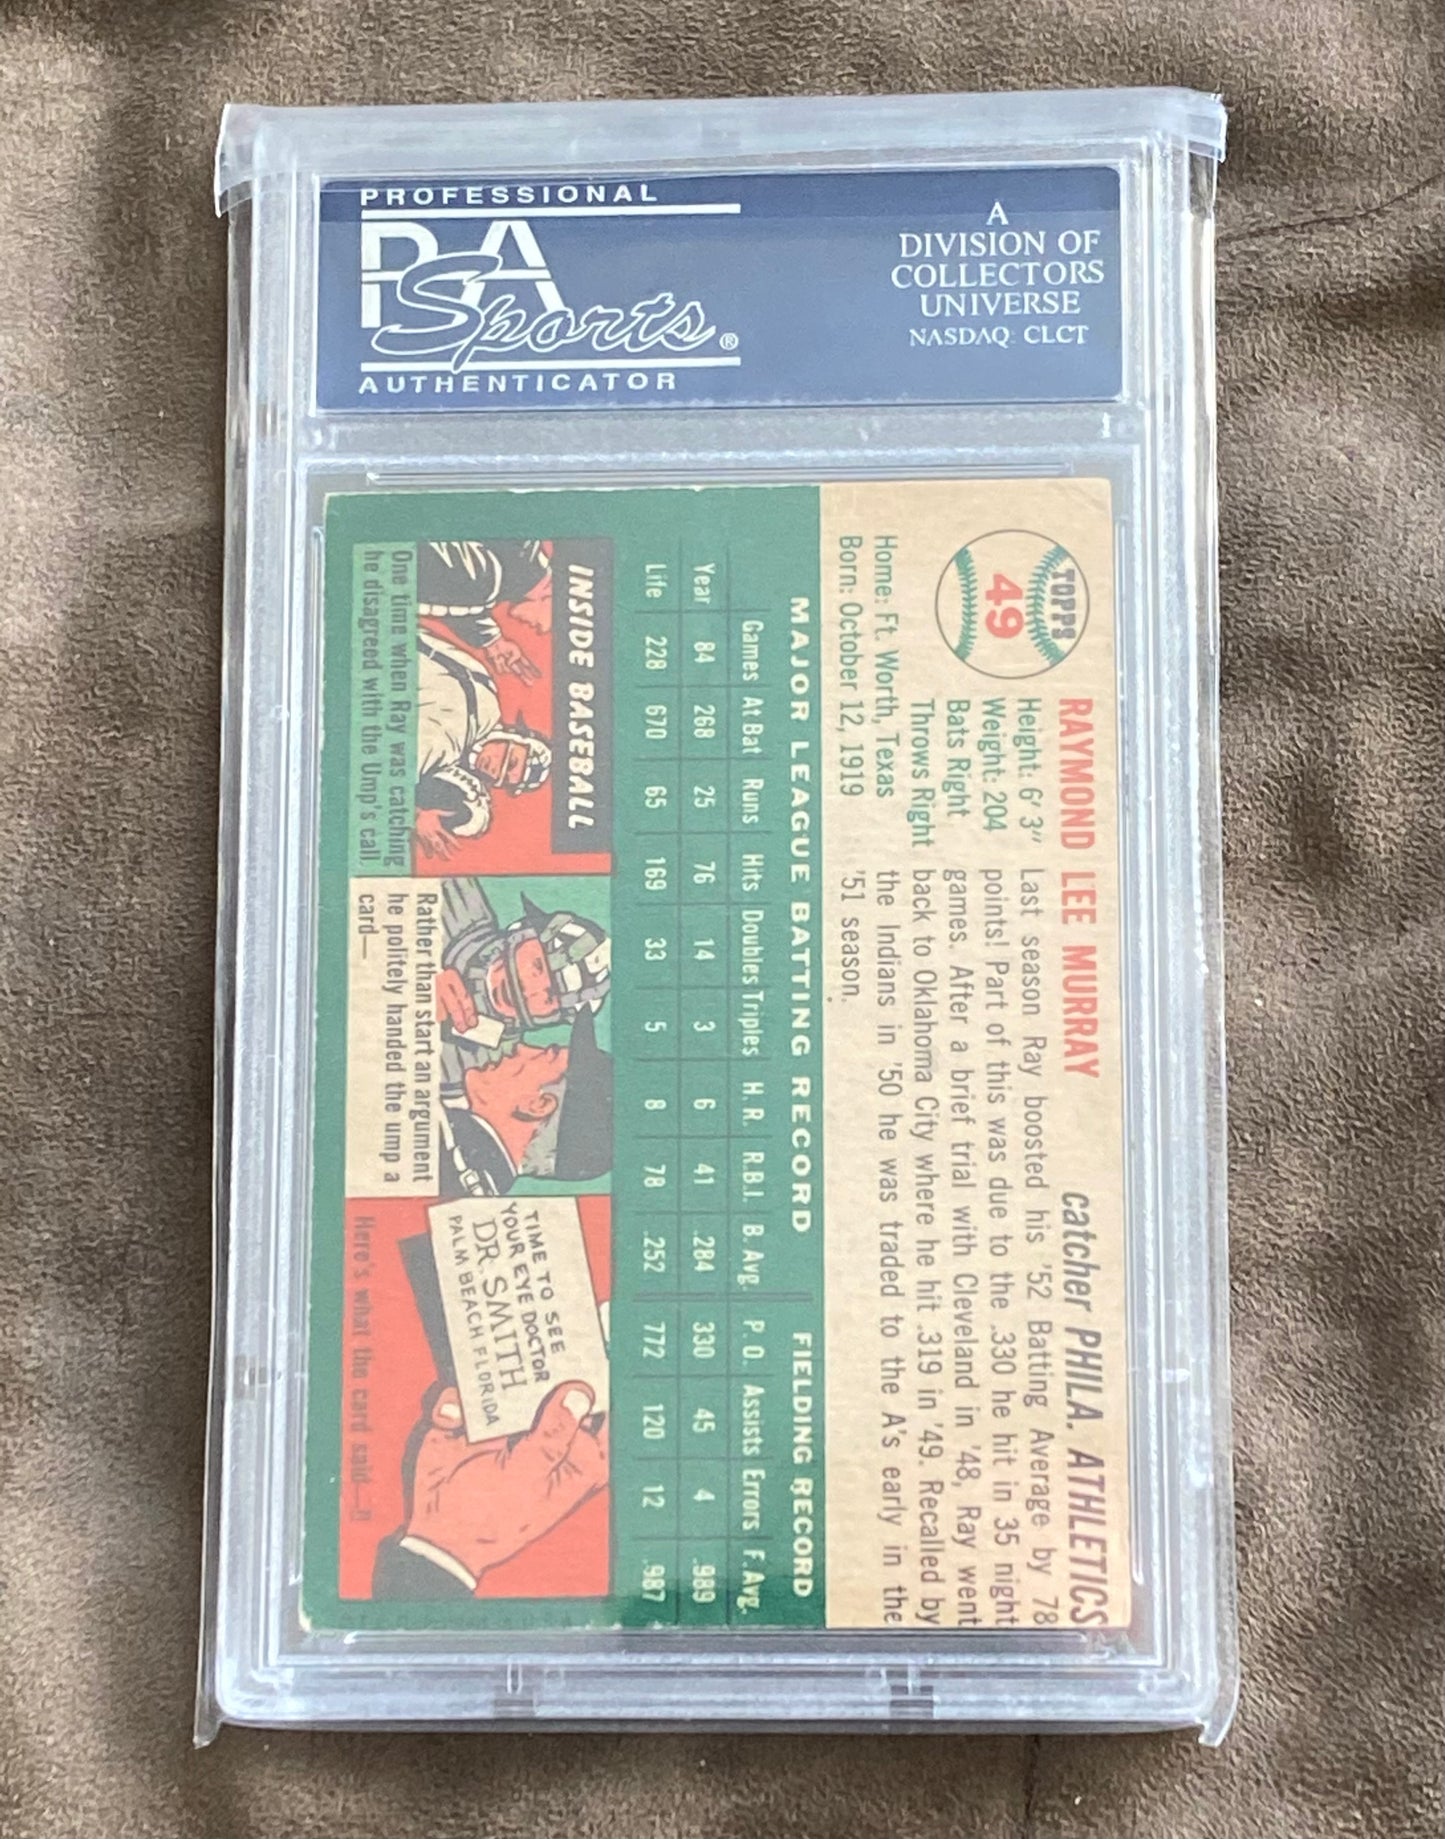 PROFESSIONAL
PSA
Sports®
AUTHENTICATOR
A
DIVISION OF
COLLECTORS
UNIVERSE
NASDAQ: CLCT
TOPPS
49
RAYMOND LEE MURRAY
catcher PHILA. ATHLETICS
Height: 6' 3"
Weight: 204
Bats Right
Throws Right
Home: Ft. Worth, Texas
Born: October 12, 1919
Last season Ray boosted his '52 Batting Average by 78
points! Part of this was due to the .330 he hit in 35 night
games. After a brief trial with Cleveland in '48, Ray went
back to Oklahoma City where he hit .319 in '49. Recalled by
the Indians in '50 he was traded to the A's early in the
'51 season.
MAJOR LEAGUE BATTING RECORD FIELDING RECORD
Games At Bat Runs Hits Doubles Triples H. R. R.B.I. B. Avg. P. O. Assists Errors F. Avg.
Year 84 268 25 76 14 3 6 41 .284 330 45 4 .989
Life 228 670 65 169 33 5 8 78 .252 772 120 12 .987
INSIDE BASEBALL
One time when Ray was catching
he disagreed with the Ump's call.
Rather than start an argument
he politely handed the ump a
card—
TIME TO SEE
YOUR EYE DOCTOR
DR. SMITH
PALM BEACH FLORIDA
Here's what the card said—!!